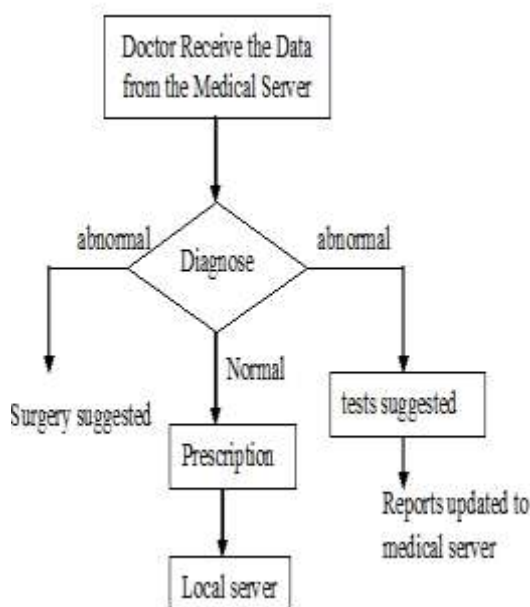 Doctor Receive the Data
from the Medical Server
abnormal
abnormal
Diagnose
Normal
Surgery suggested
tests suggested
Prescription
Reports updated to
medical server
Local server